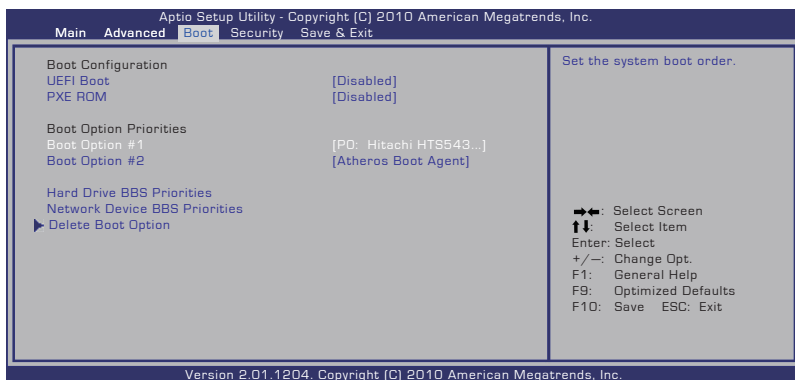 Aptio Setup Utility - Copyright (C) 2010 American Megatrends, Inc.
Main Advanced Boot Security Save & Exit
Boot Configuration
UEFI Boot [Disabled]
PXE ROM [Disabled]
Boot Option Priorities
Boot Option #1 [P0: Hitachi HTS543...]
Boot Option #2 [Atheros Boot Agent]
Hard Drive BBS Priorities
Network Device BBS Priorities
Delete Boot Option
Set the system boot order.
→←: Select Screen
↑↓: Select Item
Enter: Select
+/—: Change Opt.
F1: General Help
F9: Optimized Defaults
F10: Save ESC: Exit
Version 2.01.1204. Copyright (C) 2010 American Megatrends, Inc.